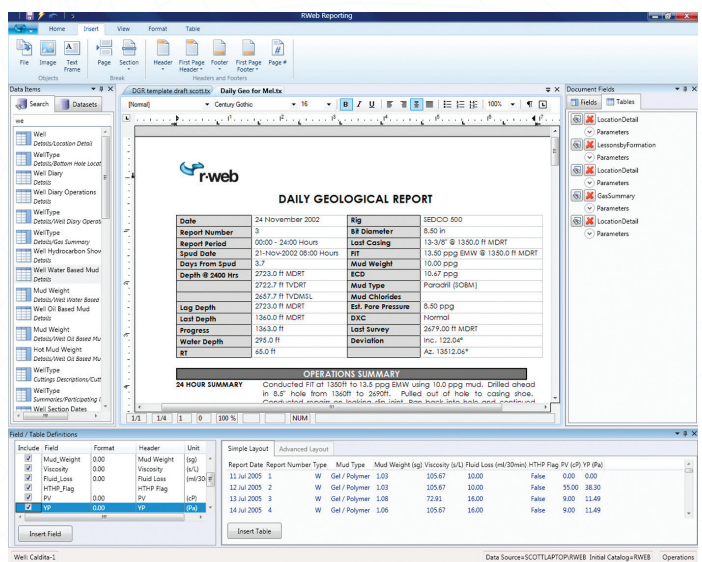 RWeb Reporting
Home Insert View Format Table
File Image Text Frame Page Section Header First Page Header Footer First Page Footer Page #
Objects Break Headers and Footers
Data Items
Search Datasets
we
Well
Details/Location Detail
WellType
Details/Bottom Hole Locat
Well Diary
Details
Well Diary Operations
Details
WellType
Details/Well Diary Operati
WellType
Details/Gas Summary
Well Hydrocarbon Show
Details
Well Water Based Mud
Details
Mud Weight
Details/Well Water Based
Well Oil Based Mud
Details
Mud Weight
Details/Well Oil Based Mu
Hot Mud Weight
Details/Well Oil Based Mu
WellType
Cuttings Descriptions/Cutt
WellType
Summaries/Participating I
Well Section Dates
DGR template draft scott.tx Daily Geo for Mel.tx
[Normal] Century Gothic 16 B I U 100%
r·web
DAILY GEOLOGICAL REPORT
Date 24 November 2002 Rig SEDCO 500
Report Number 3 Bit Diameter 8.50 in
Report Period 00:00 - 24:00 Hours Last Casing 13-3/8" @ 1350.0 ft MDRT
Spud Date 21-Nov-2002 08:00 Hours FIT 13.50 ppg EMW @ 1350.0 ft MDRT
Days From Spud 3.7 Mud Weight 10.00 ppg
Depth @ 2400 Hrs 2723.0 ft MDRT ECD 10.67 ppg
2722.7 ft TVDRT Mud Type Paradril (SOBM)
2657.7 ft TVDMSL Mud Chlorides
Lag Depth 2723.0 ft MDRT Est. Pore Pressure 8.50 ppg
Last Depth 1360.0 ft MDRT DXC Normal
Progress 1363.0 ft Last Survey 2679.00 ft MDRT
Water Depth 295.0 ft Deviation Inc. 122.04°
RT 65.0 ft Az. 13512.06°
OPERATIONS SUMMARY
24 HOUR SUMMARY Conducted FIT at 1350ft to 13.5 ppg EMW using 10.0 ppg mud. Drilled ahead
in 8.5" hole from 1360ft to 2690ft. Pulled out of hole to casing shoe.
Conducted repairs on leaking slip joint. Ran back into hole and continued
1/1 1/4 1 0 100 % NUM
Document Fields
Fields Tables
LocationDetail
Parameters
LessonsbyFormation
Parameters
LocationDetail
Parameters
GasSummary
Parameters
LocationDetail
Parameters
Field / Table Definitions
Include Field Format Header Unit
Mud_Weight 0.00 Mud Weight (sg)
Viscosity 0.00 Viscosity (s/L)
Fluid_Loss 0.00 Fluid Loss (ml/30
HTHP_Flag HTHP Flag
PV 0.00 PV (cP)
YP 0.00 YP (Pa)
Insert Field
Simple Layout Advanced Layout
Report Date Report Number Type Mud Type Mud Weight (sg) Viscosity (s/L) Fluid Loss (ml/30min) HTHP Flag PV (cP) YP (Pa)
11 Jul 2005 1 W Gel / Polymer 1.03 105.67 10.00 False 0.00 0.00
12 Jul 2005 2 W Gel / Polymer 1.03 105.67 10.00 False 55.00 38.30
13 Jul 2005 3 W Gel / Polymer 1.08 72.91 16.00 False 9.00 11.49
14 Jul 2005 4 W Gel / Polymer 1.06 105.67 16.00 False 9.00 11.49
Insert Table
Well: Caldita-1 Data Source=SCOTTLAPTOP\RWEB Initial Catalog=RWEB Operations